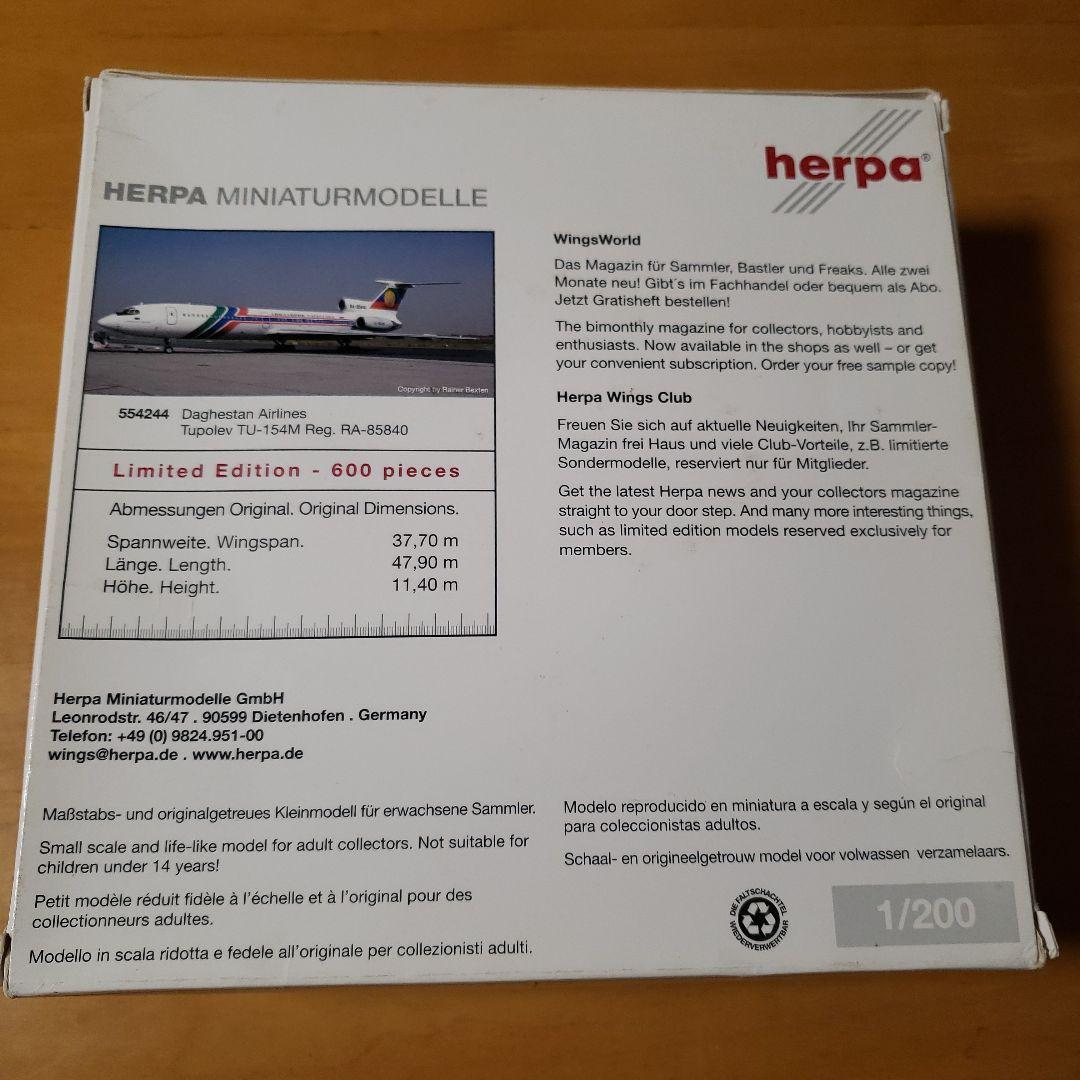 herpa®
HERPA MINIATURMODELLE
Copyright by Rainer Bexten
554244 Daghestan Airlines
Tupolev TU-154M Reg. RA-85840
Limited Edition - 600 pieces
Abmessungen Original. Original Dimensions.
Spannweite. Wingspan. 37,70 m
Länge. Length. 47,90 m
Höhe. Height. 11,40 m
WingsWorld
Das Magazin für Sammler, Bastler und Freaks. Alle zwei
Monate neu! Gibt´s im Fachhandel oder bequem als Abo.
Jetzt Gratisheft bestellen!
The bimonthly magazine for collectors, hobbyists and
enthusiasts. Now available in the shops as well – or get
your convenient subscription. Order your free sample copy!
Herpa Wings Club
Freuen Sie sich auf aktuelle Neuigkeiten, Ihr Sammler-
Magazin frei Haus und viele Club-Vorteile, z.B. limitierte
Sondermodelle, reserviert nur für Mitglieder.
Get the latest Herpa news and your collectors magazine
straight to your door step. And many more interesting things,
such as limited edition models reserved exclusively for
members.
Herpa Miniaturmodelle GmbH
Leonrodstr. 46/47 . 90599 Dietenhofen . Germany
Telefon: +49 (0) 9824.951-00
wings@herpa.de . www.herpa.de
Maßstabs- und originalgetreues Kleinmodell für erwachsene Sammler.
Small scale and life-like model for adult collectors. Not suitable for
children under 14 years!
Petit modèle réduit fidèle à l'échelle et à l'original pour des
collectionneurs adultes.
Modello in scala ridotta e fedele all'originale per collezionisti adulti.
Modelo reproducido en miniatura a escala y según el original
para coleccionistas adultos.
Schaal- en origineelgetrouw model voor volwassen verzamelaars.
DIE FALTSCHACHTEL
WIEDERVERWERTBAR
1/200